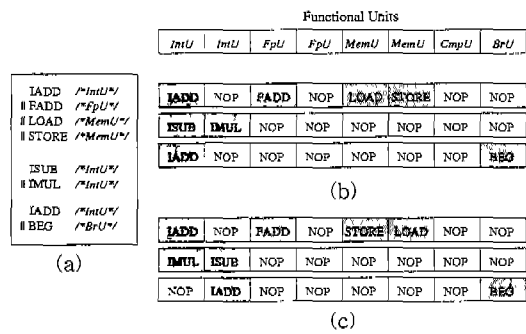 Functional Units
IntU IntU FpU FpU MemU MemU CmpU BrU
IADD /*IntU*/
|| FADD /*FpU*/
|| LOAD /*MemU*/
|| STORE /*MemU*/
ISUB /*IntU*/
|| IMUL /*IntU*/
IADD /*IntU*/
|| BEG /*BrU*/
(a)
IADD NOP FADD NOP LOAD STORE NOP NOP
ISUB IMUL NOP NOP NOP NOP NOP NOP
IADD NOP NOP NOP NOP NOP NOP BEG
(b)
IADD NOP FADD NOP STORE LOAD NOP NOP
IMUL ISUB NOP NOP NOP NOP NOP NOP
NOP IADD NOP NOP NOP NOP NOP BEG
(c)